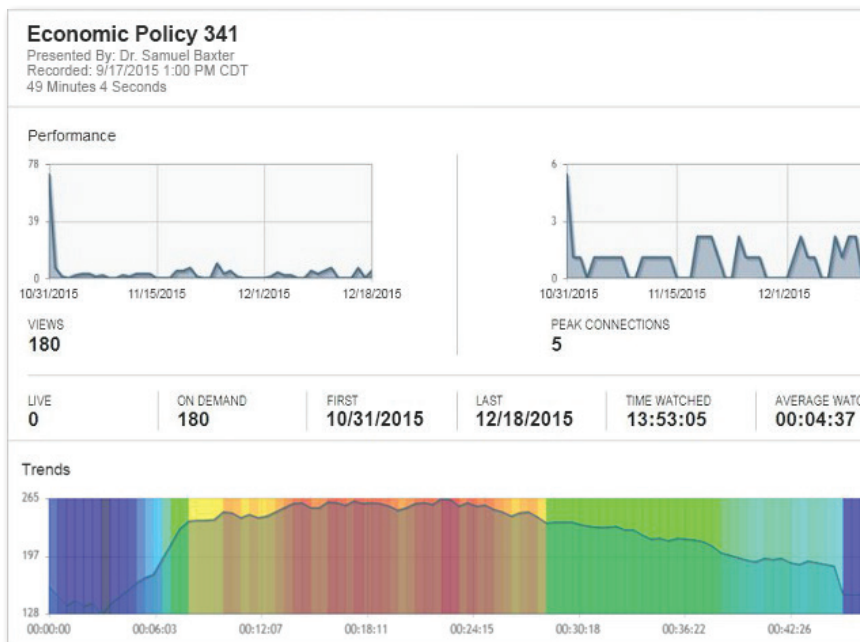 Economic Policy 341
Presented By: Dr. Samuel Baxter
Recorded: 9/17/2015 1:00 PM CDT
49 Minutes 4 Seconds
Performance
78
39
0
10/31/2015 11/15/2015 12/1/2015 12/18/2015
6
3
0
10/31/2015 11/15/2015 12/1/2015
VIEWS
180
PEAK CONNECTIONS
5
LIVE
0
ON DEMAND
180
FIRST
10/31/2015
LAST
12/18/2015
TIME WATCHED
13:53:05
AVERAGE WATC
00:04:37
Trends
265
197
128
00:00:00 00:06:03 00:12:07 00:18:11 00:24:15 00:30:18 00:36:22 00:42:26